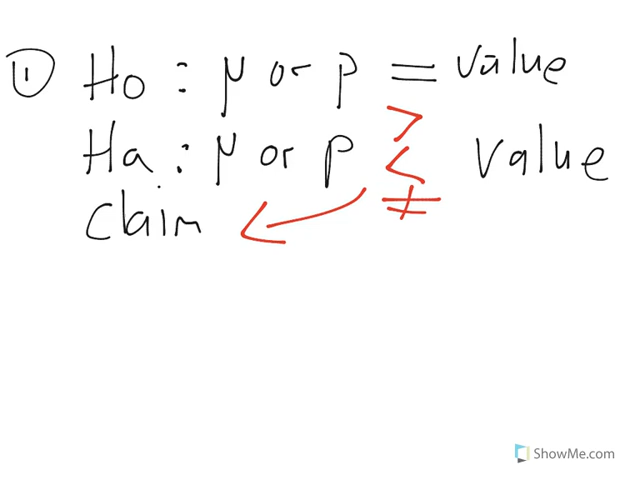 ① Ho : μ or p = value
Ha : μ or p > < ≠ value
claim
ShowMe.com